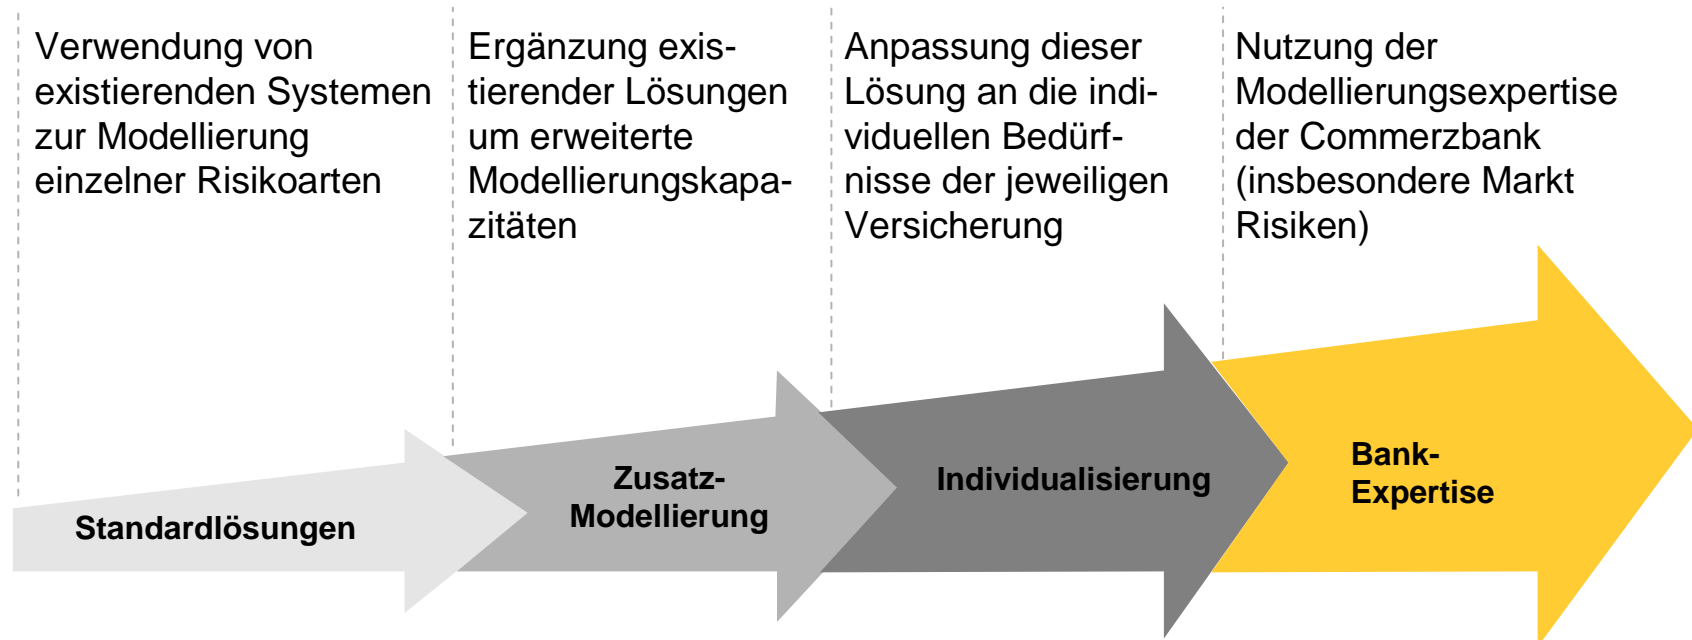 Verwendung von
existierenden Systemen
zur Modellierung
einzelner Risikoarten
Ergänzung exis-
tierender Lösungen
um erweiterte
Modellierungskapa-
zitäten
Anpassung dieser
Lösung an die indi-
viduellen Bedürf-
nisse der jeweiligen
Versicherung
Nutzung der
Modellierungsexpertise
der Commerzbank
(insbesondere Markt
Risiken)
Standardlösungen
Zusatz-
Modellierung
Individualisierung
Bank-
Expertise